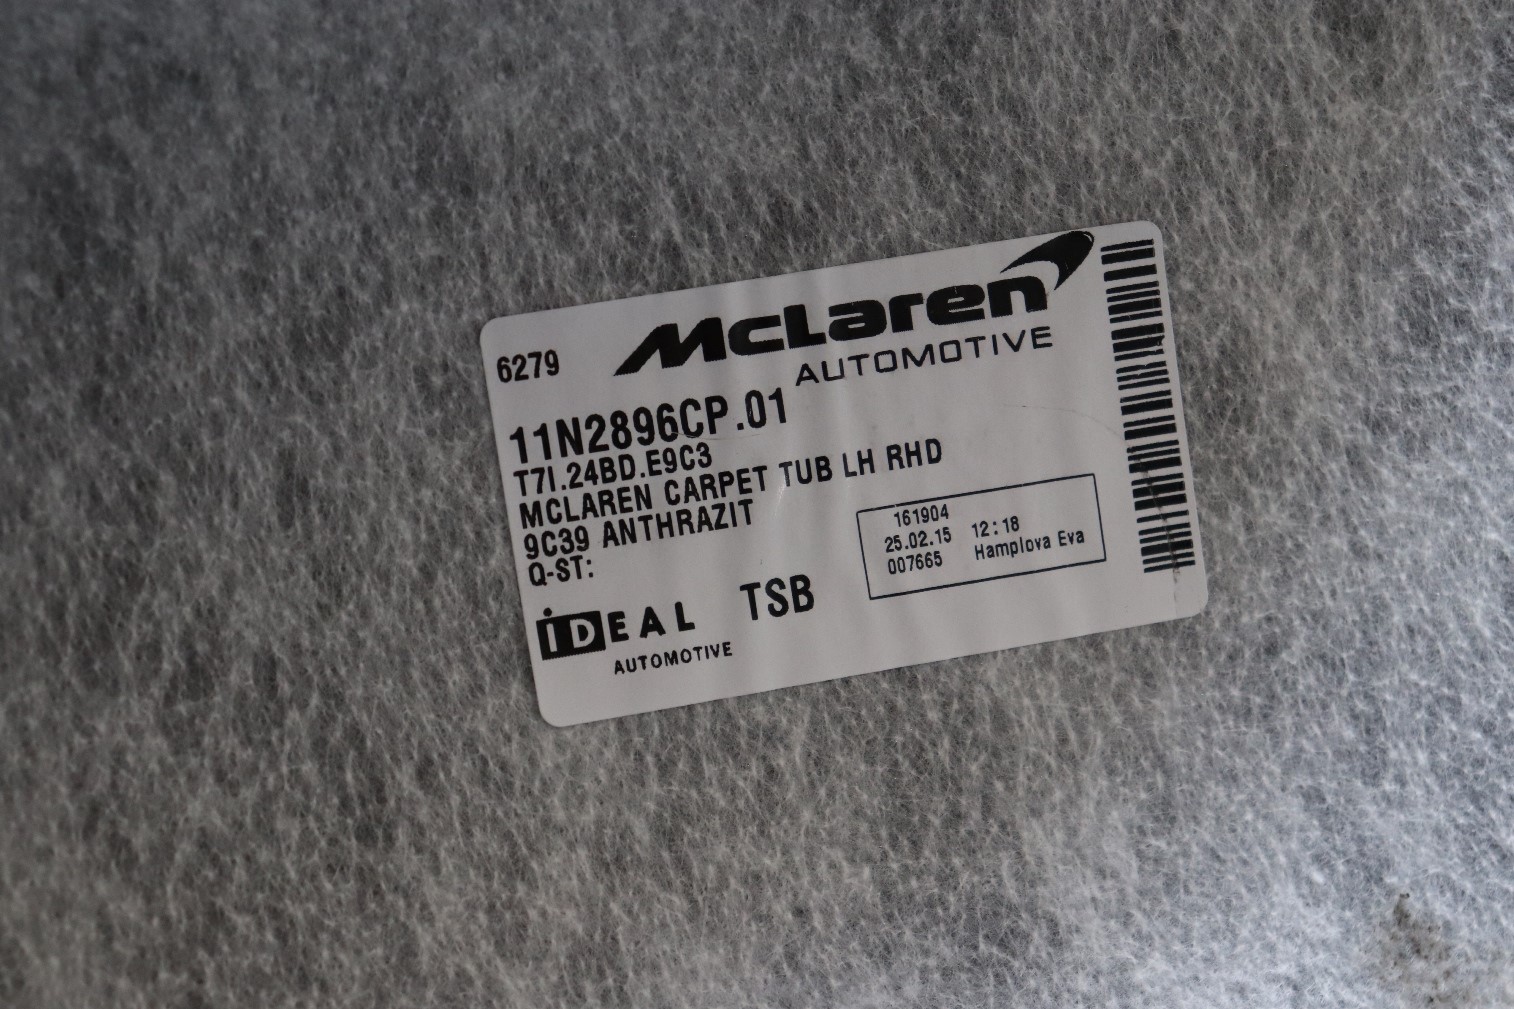 6279
McLaren
AUTOMOTIVE
11N2896CP.01
T7I.24BD.E9C3
MCLAREN CARPET TUB LH RHD
9C39 ANTHRAZIT
Q-ST:
161904
25.02.15 12:18
007665 Hamplova Eva
iDEAL TSB
AUTOMOTIVE